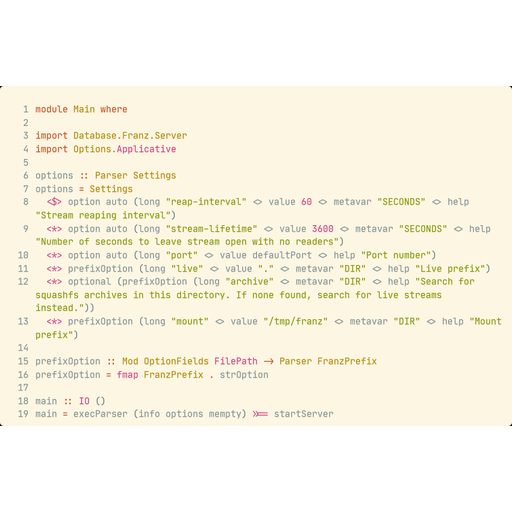 1 module Main where
2
3 import Database.Franz.Server
4 import Options.Applicative
5
6 options :: Parser Settings
7 options = Settings
8   <$> option auto (long "reap-interval" <> value 60 <> metavar "SECONDS" <> help
"Stream reaping interval")
9   <*> option auto (long "stream-lifetime" <> value 3600 <> metavar "SECONDS" <> help
"Number of seconds to leave stream open with no readers")
10   <*> option auto (long "port" <> value defaultPort <> help "Port number")
11   <*> prefixOption (long "live" <> value "." <> metavar "DIR" <> help "Live prefix")
12   <*> optional (prefixOption (long "archive" <> metavar "DIR" <> help "Search for
squashfs archives in this directory. If none found, search for live streams
instead."))
13   <*> prefixOption (long "mount" <> value "/tmp/franz" <> metavar "DIR" <> help "Mount
prefix")
14
15 prefixOption :: Mod OptionFields FilePath -> Parser FranzPrefix
16 prefixOption = fmap FranzPrefix . strOption
17
18 main :: IO ()
19 main = execParser (info options mempty) >>= startServer